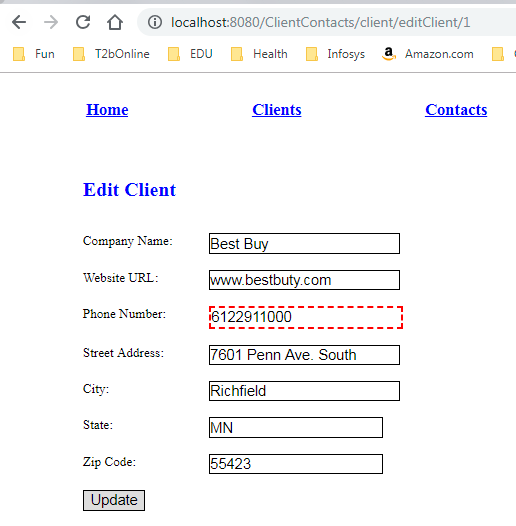 localhost:8080/ClientContacts/client/editClient/1
Fun T2bOnline EDU Health Infosys Amazon.com
Home Clients Contacts
Edit Client
Company Name: Best Buy
Website URL: www.bestbuty.com
Phone Number: 6122911000
Street Address: 7601 Penn Ave. South
City: Richfield
State: MN
Zip Code: 55423
Update